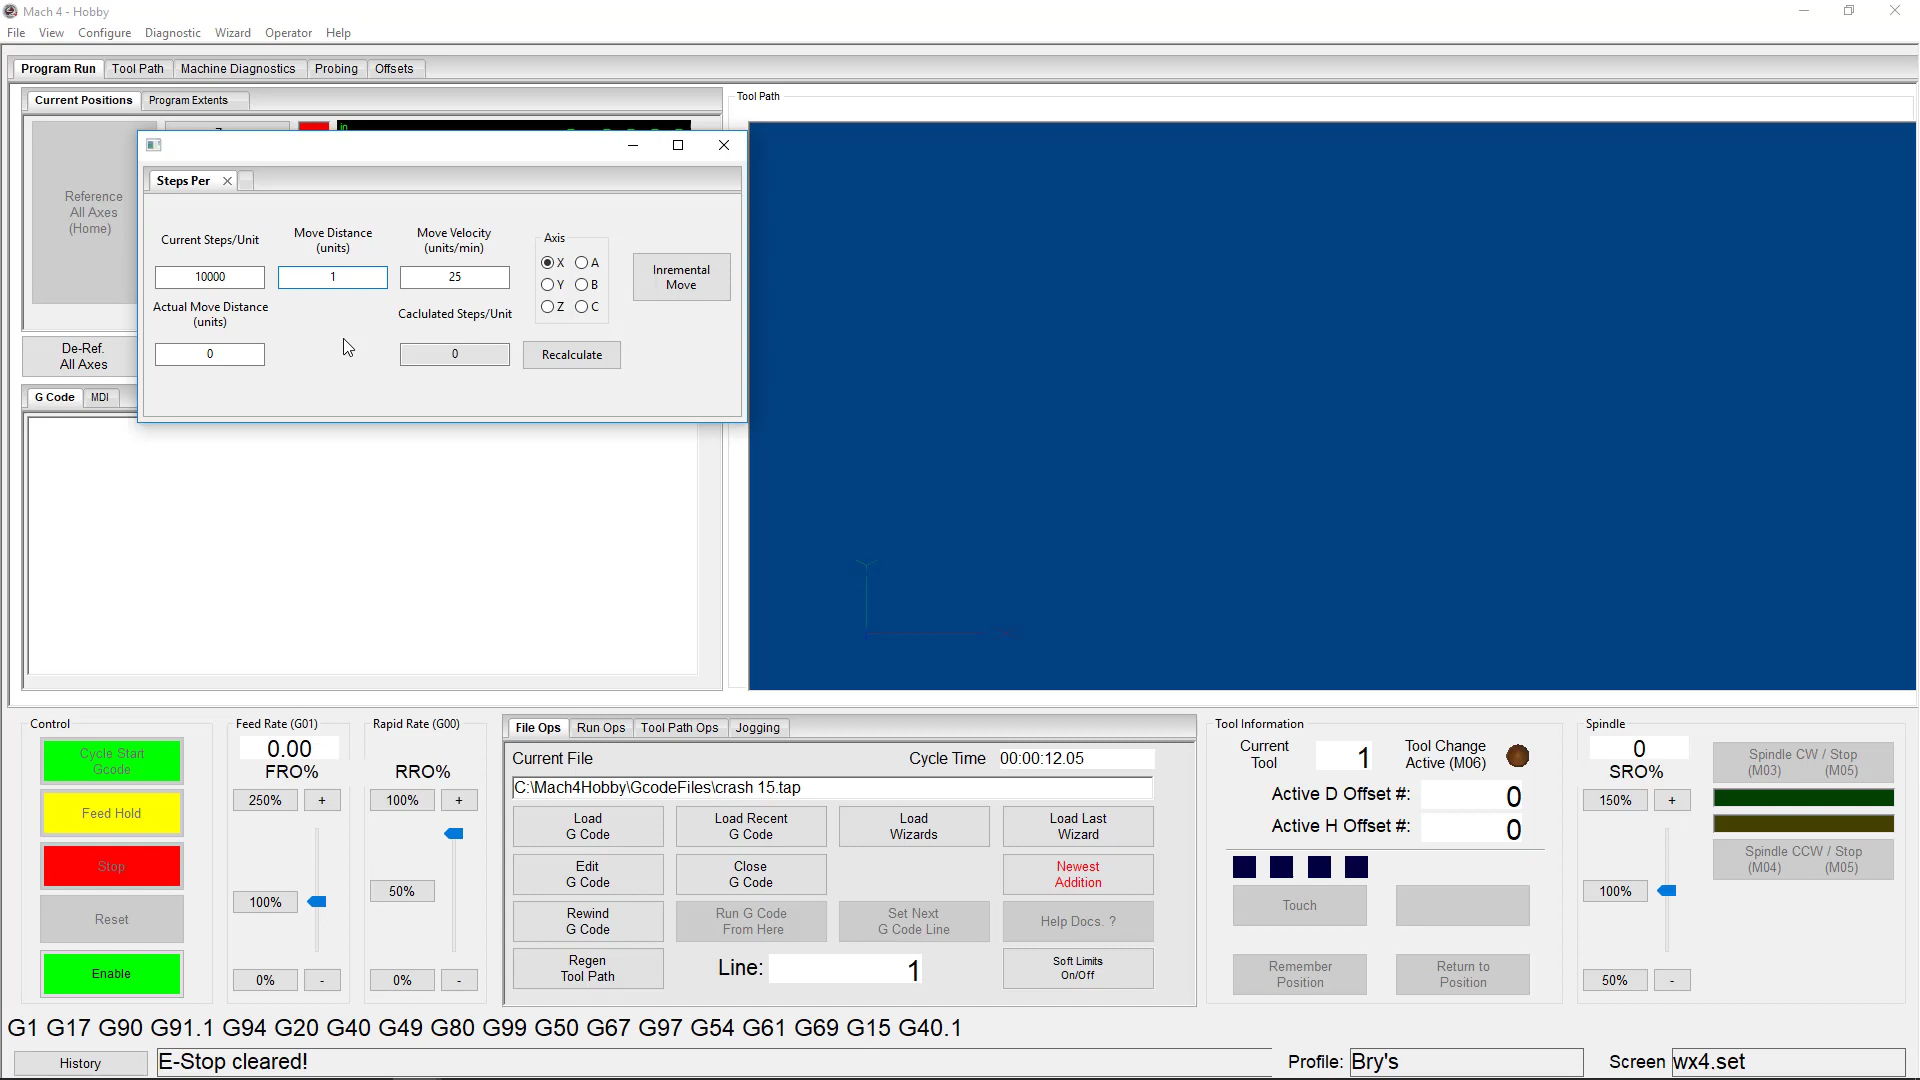 Mach 4 - Hobby
File View Configure Diagnostic Wizard Operator Help
Program Run Tool Path Machine Diagnostics Probing Offsets
Current Positions Program Extents
Tool Path
in
Reference
All Axes
(Home)
De-Ref.
All Axes
G Code MDI
Steps Per
Current Steps/Unit
10000
Move Distance
(units)
1
Move Velocity
(units/min)
25
Axis
X A
Y B
Z C
Inremental
Move
Actual Move Distance
(units)
0
Caclulated Steps/Unit
0
Recalculate
Control
Cycle Start
Gcode
Feed Hold
Stop
Reset
Enable
Feed Rate (G01)
0.00
FRO%
250% +
100%
0% -
Rapid Rate (G00)
RRO%
100% +
50%
0% -
File Ops Run Ops Tool Path Ops Jogging
Current File
Cycle Time 00:00:12.05
C:\Mach4Hobby\GcodeFiles\crash 15.tap
Load
G Code
Load Recent
G Code
Load
Wizards
Load Last
Wizard
Edit
G Code
Close
G Code
Newest
Addition
Rewind
G Code
Run G Code
From Here
Set Next
G Code Line
Help Docs. ?
Regen
Tool Path
Line: 1
Soft Limits
On/Off
Tool Information
Current
Tool
1
Tool Change
Active (M06)
Active D Offset #: 0
Active H Offset #: 0
Touch
Remember
Position
Return to
Position
Spindle
0
SRO%
150% +
100%
50% -
Spindle CW / Stop
(M03) (M05)
Spindle CCW / Stop
(M04) (M05)
G1 G17 G90 G91.1 G94 G20 G40 G49 G80 G99 G50 G67 G97 G54 G61 G69 G15 G40.1
History
E-Stop cleared!
Profile: Bry's
Screen wx4.set